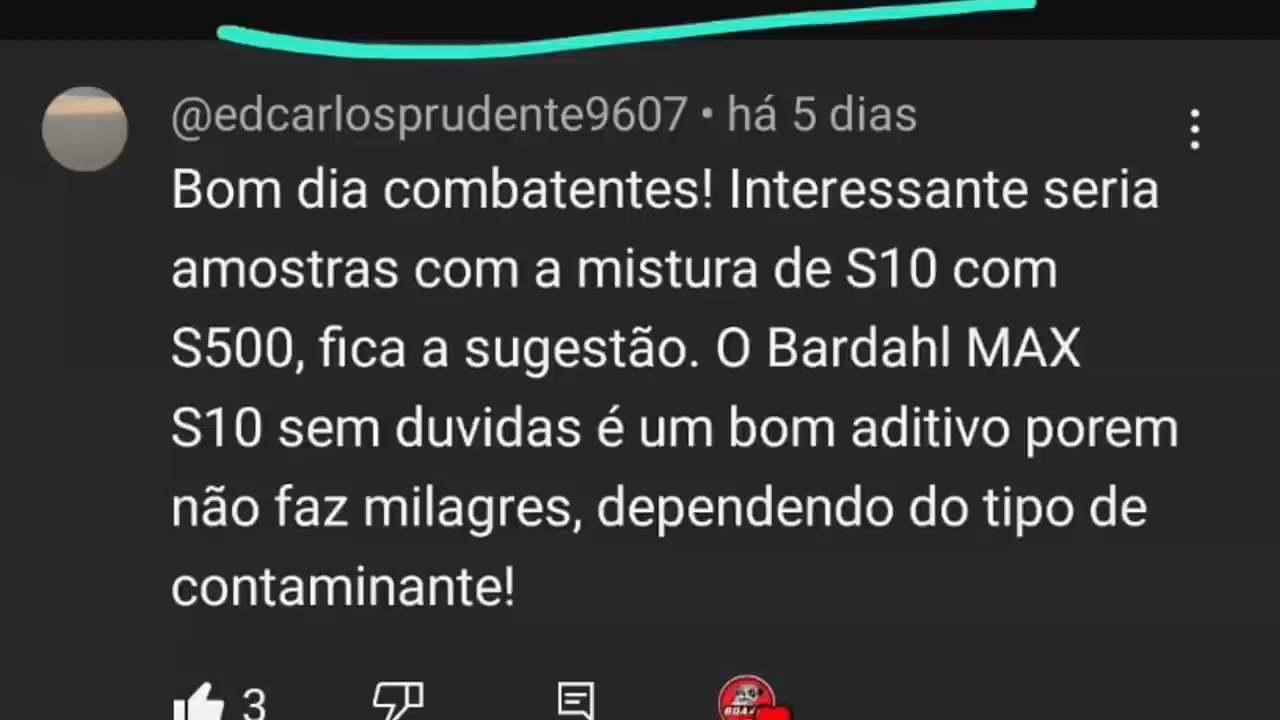 @edcarlosprudente9607 • há 5 dias
Bom dia combatentes! Interessante seria
amostras com a mistura de S10 com
S500, fica a sugestão. O Bardahl MAX
S10 sem duvidas é um bom aditivo porem
não faz milagres, dependendo do tipo de
contaminante!
3